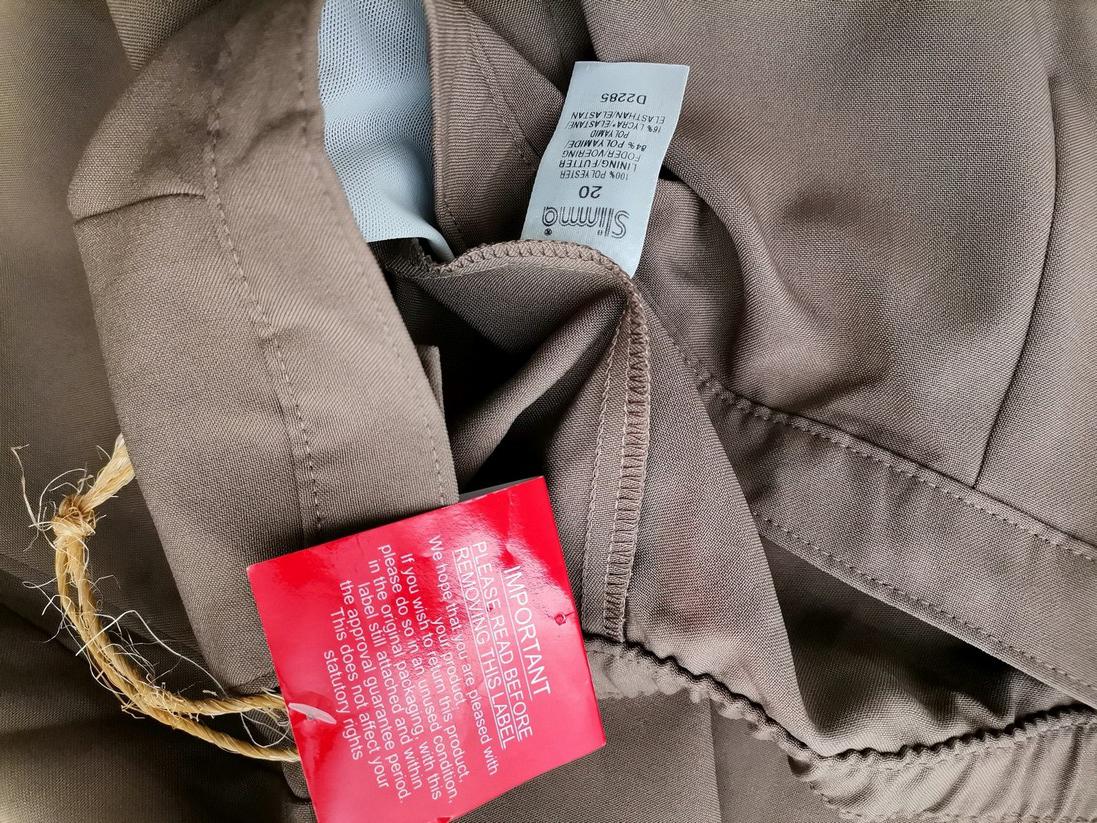 Slimma®
20
100% POLYESTER
LINING/FUTTER
FODER/VOERING
84% POLYAMIDE/
POLYAMID
16% LYCRA*ELASTANE/
ELASTHAN/ELASTAN
D2285
IMPORTANT
PLEASE READ BEFORE
REMOVING THIS LABEL
We hope that you are pleased with
your product.
If you wish to return this product,
please do so in an unused condition,
in the original packaging, with this
label still attached and within
the approval guarantee period.
This does not affect your
statutory rights